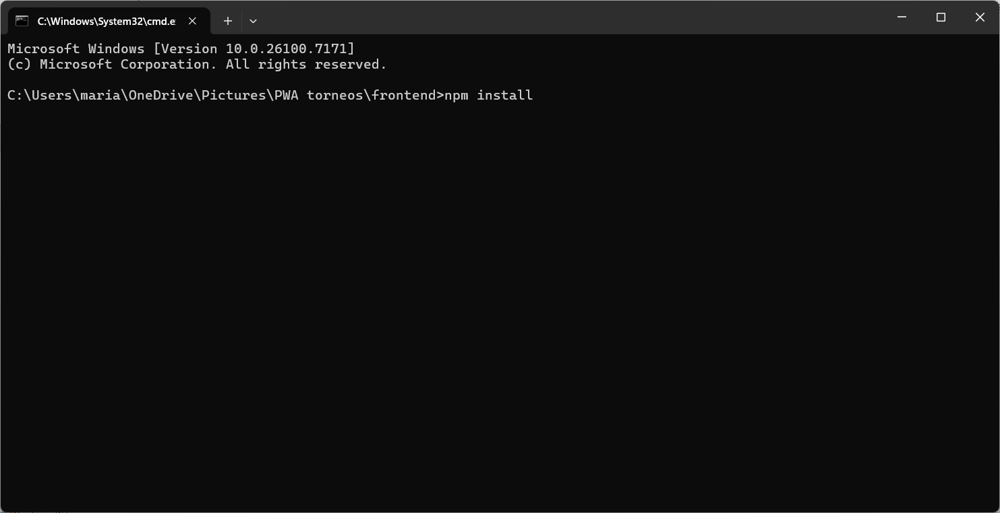 C:\Windows\System32\cmd.e
Microsoft Windows [Version 10.0.26100.7171]
(c) Microsoft Corporation. All rights reserved.
C:\Users\maria\OneDrive\Pictures\PWA torneos\frontend>npm install